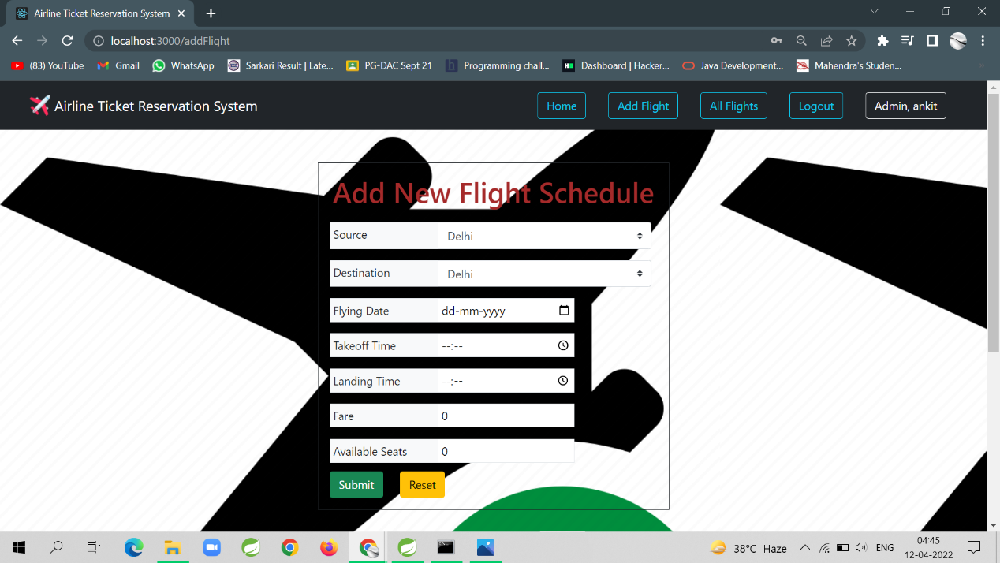 Airline Ticket Reservation System
localhost:3000/addFlight
(83) YouTube Gmail WhatsApp Sarkari Result | Late... PG-DAC Sept 21 Programming chall... Dashboard | Hacker... Java Development... Mahendra's Studen...
Airline Ticket Reservation System Home Add Flight All Flights Logout Admin, ankit
Add New Flight Schedule
Source Delhi
Destination Delhi
Flying Date dd-mm-yyyy
Takeoff Time --:--
Landing Time --:--
Fare 0
Available Seats 0
Submit Reset
38°C Haze ENG 04:45
12-04-2022